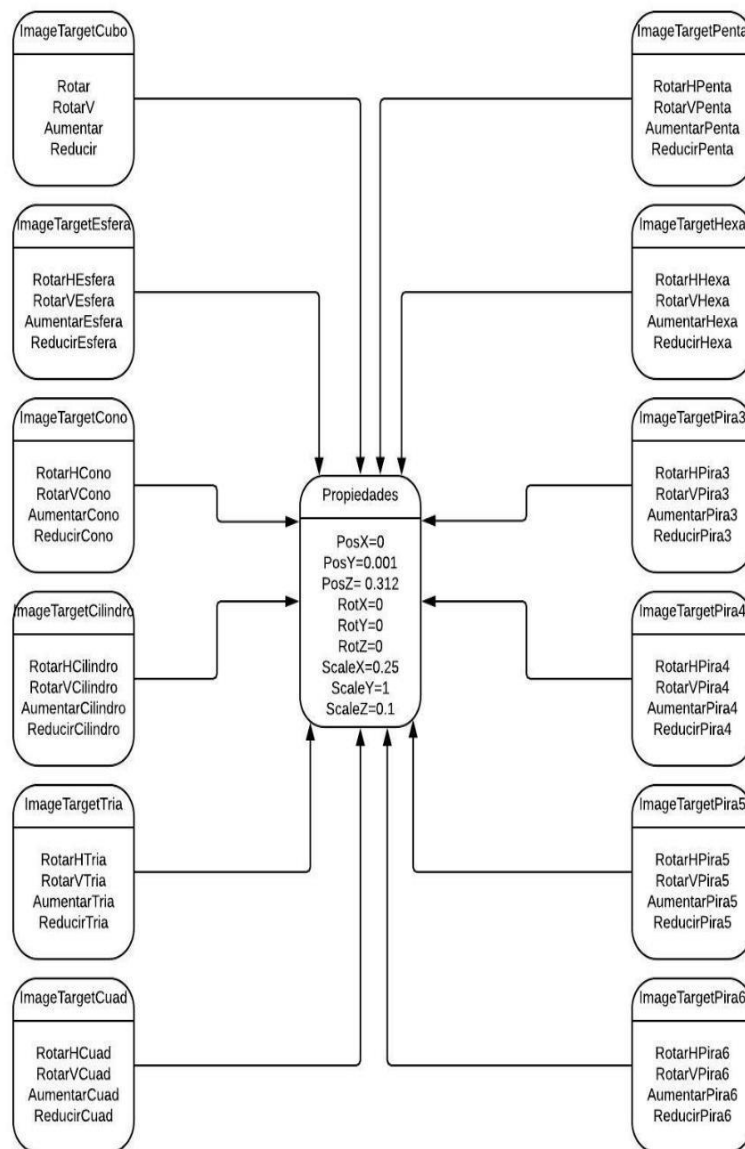 ImageTargetCubo
Rotar
RotarV
Aumentar
Reducir
ImageTargetEsfera
RotarHEsfera
RotarVEsfera
AumentarEsfera
ReducirEsfera
ImageTargetCono
RotarHCono
RotarVCono
AumentarCono
ReducirCono
ImageTargetCilindro
RotarHCilindro
RotarVCilindro
AumentarCilindro
ReducirCilindro
ImageTargetTria
RotarHTria
RotarVTria
AumentarTria
ReducirTria
ImageTargetCuad
RotarHCuad
RotarVCuad
AumentarCuad
ReducirCuad
Propiedades
PosX=0
PosY=0.001
PosZ= 0.312
RotX=0
RotY=0
RotZ=0
ScaleX=0.25
ScaleY=1
ScaleZ=0.1
ImageTargetPenta
RotarHPenta
RotarVPenta
AumentarPenta
ReducirPenta
ImageTargetHexa
RotarHHexa
RotarVHexa
AumentarHexa
ReducirHexa
ImageTargetPira3
RotarHPira3
RotarVPira3
AumentarPira3
ReducirPira3
ImageTargetPira4
RotarHPira4
RotarVPira4
AumentarPira4
ReducirPira4
ImageTargetPira5
RotarHPira5
RotarVPira5
AumentarPira5
ReducirPira5
ImageTargetPira6
RotarHPira6
RotarVPira6
AumentarPira6
ReducirPira6